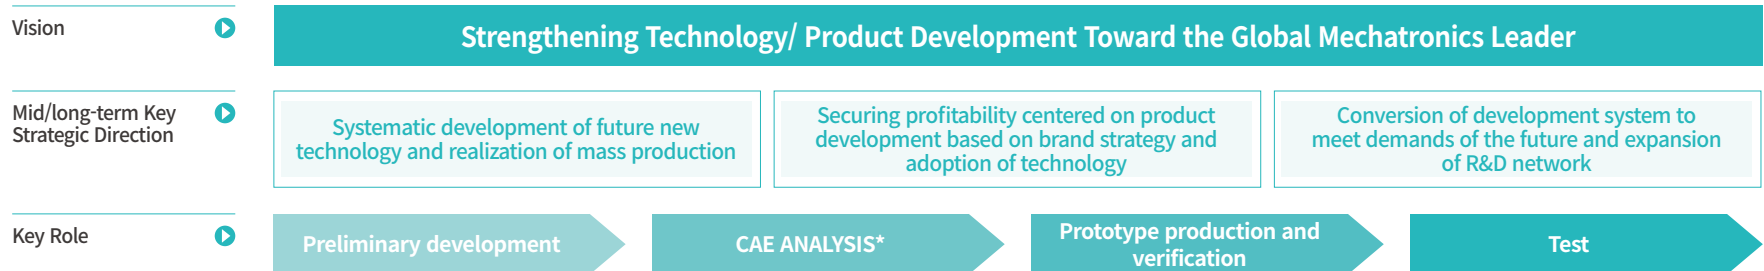 Vision
Strengthening Technology/ Product Development Toward the Global Mechatronics Leader
Mid/long-term Key
Strategic Direction
Systematic development of future new
technology and realization of mass production
Securing profitability centered on product
development based on brand strategy and
adoption of technology
Conversion of development system to
meet demands of the future and expansion
of R&D network
Key Role
Preliminary development
CAE ANALYSIS*
Prototype production and
verification
Test